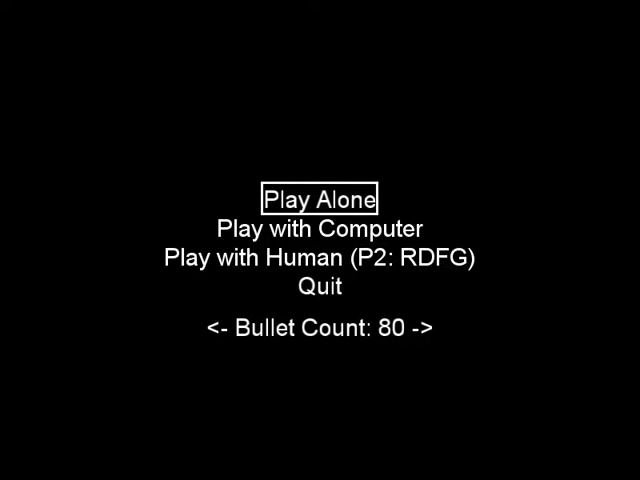 Play Alone
Play with Computer
Play with Human (P2: RDFG)
Quit
<- Bullet Count: 80 ->